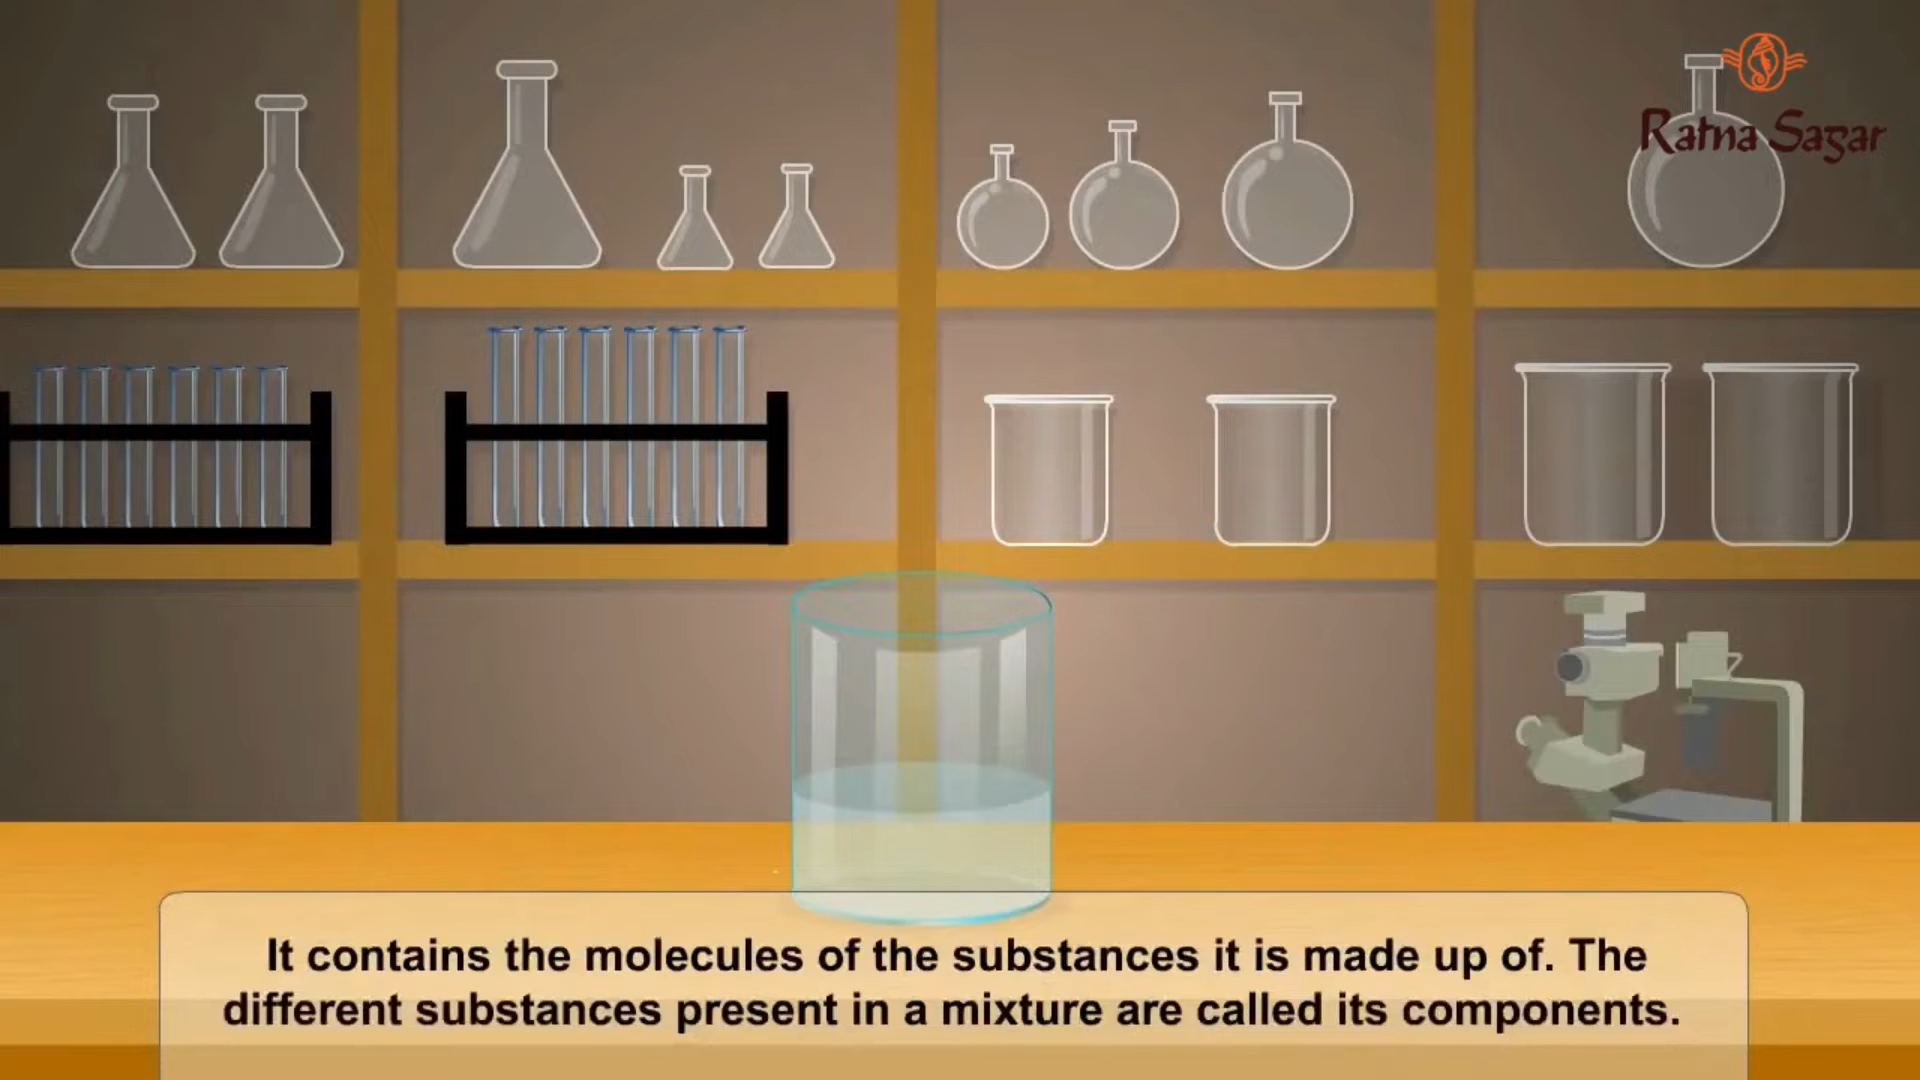 Ratna Sagar
It contains the molecules of the substances it is made up of. The
different substances present in a mixture are called its components.